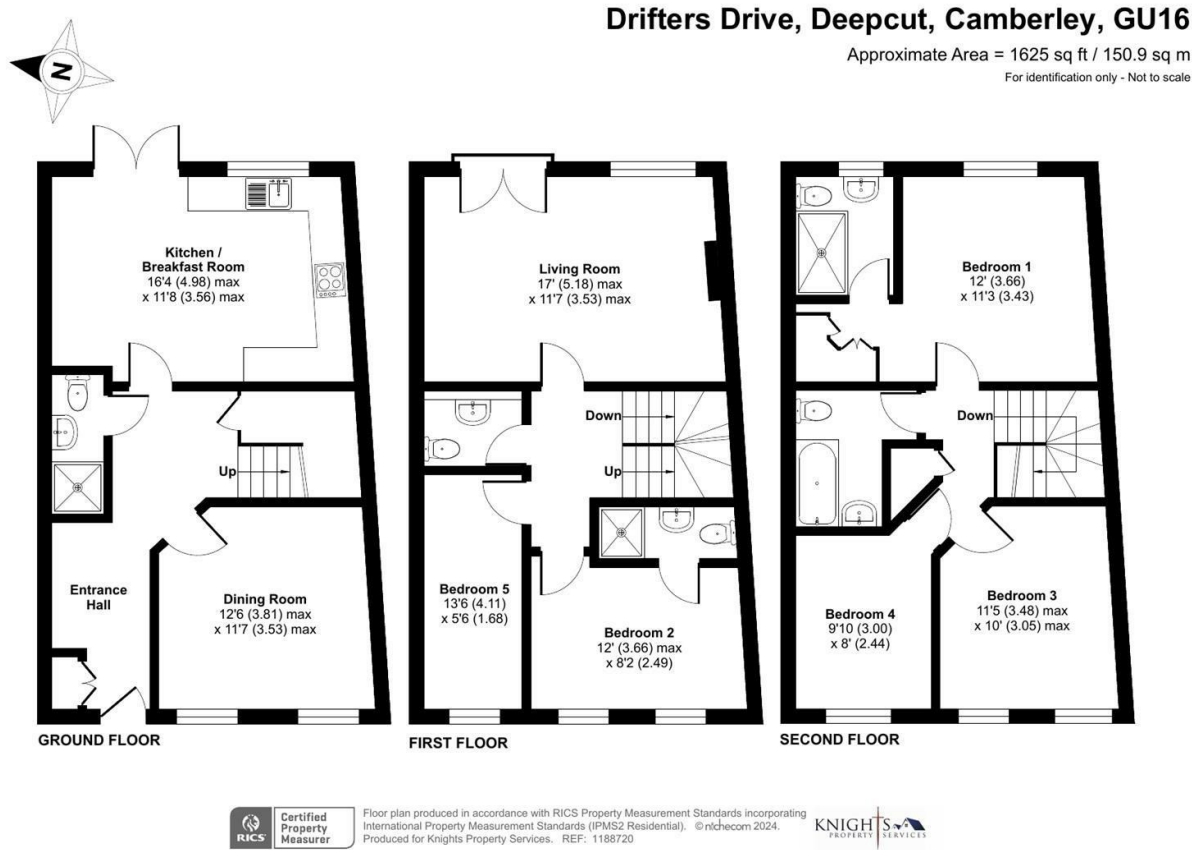 Drifters Drive, Deepcut, Camberley, GU16
Approximate Area = 1625 sq ft / 150.9 sq m
For identification only - Not to scale
N
Kitchen /
Breakfast Room
16'4 (4.98) max
x 11'8 (3.56) max
Up
Entrance
Hall
Dining Room
12'6 (3.81) max
x 11'7 (3.53) max
GROUND FLOOR
Living Room
17' (5.18) max
x 11'7 (3.53) max
Down
Up
Bedroom 5
13'6 (4.11)
x 5'6 (1.68)
Bedroom 2
12' (3.66) max
x 8'2 (2.49)
FIRST FLOOR
Bedroom 1
12' (3.66)
x 11'3 (3.43)
Down
Bedroom 4
9'10 (3.00)
x 8' (2.44)
Bedroom 3
11'5 (3.48) max
x 10' (3.05) max
SECOND FLOOR
RICS
Certified
Property
Measurer
Floor plan produced in accordance with RICS Property Measurement Standards incorporating
International Property Measurement Standards (IPMS2 Residential). © nichecom 2024.
Produced for Knights Property Services. REF: 1188720
KNIGHTS
PROPERTY SERVICES